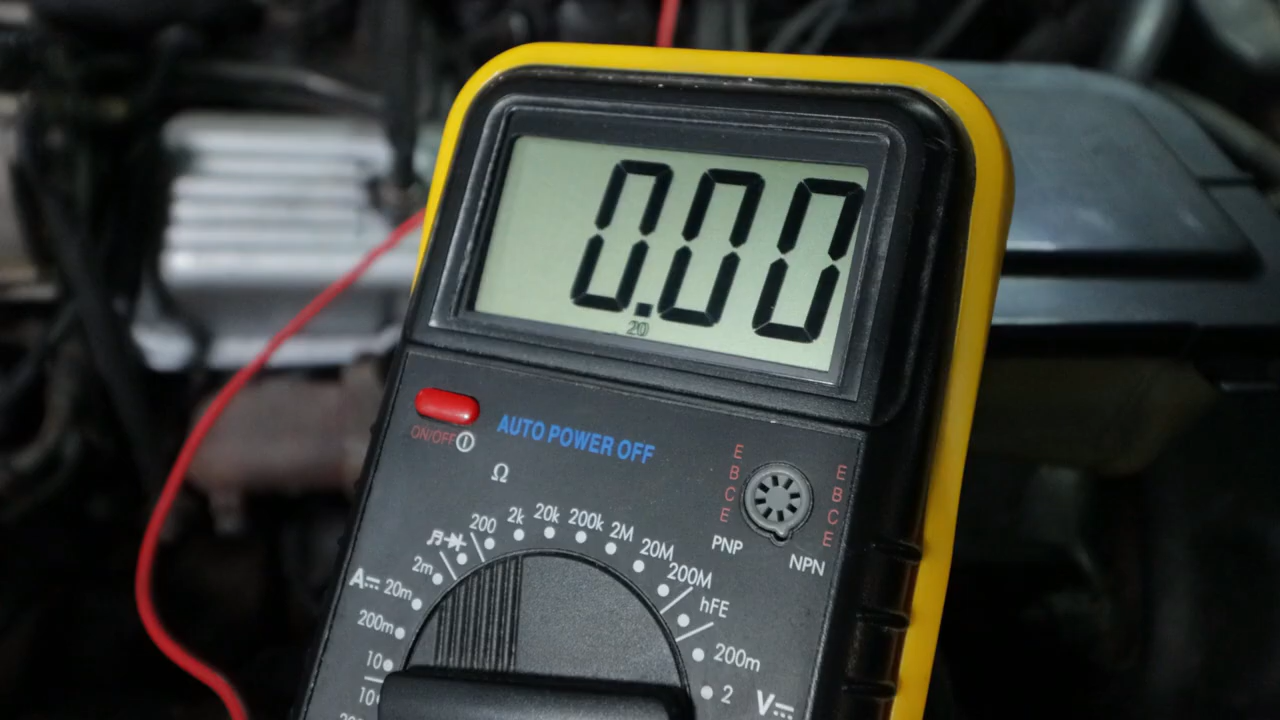 0.00
20
ON/OFF
AUTO POWER OFF
Ω
200
2k
20k
200k
2M
20M
200M
hFE
200m
2
V
2m
A
20m
200m
10
10
E
B
C
E
PNP
E
B
C
E
NPN